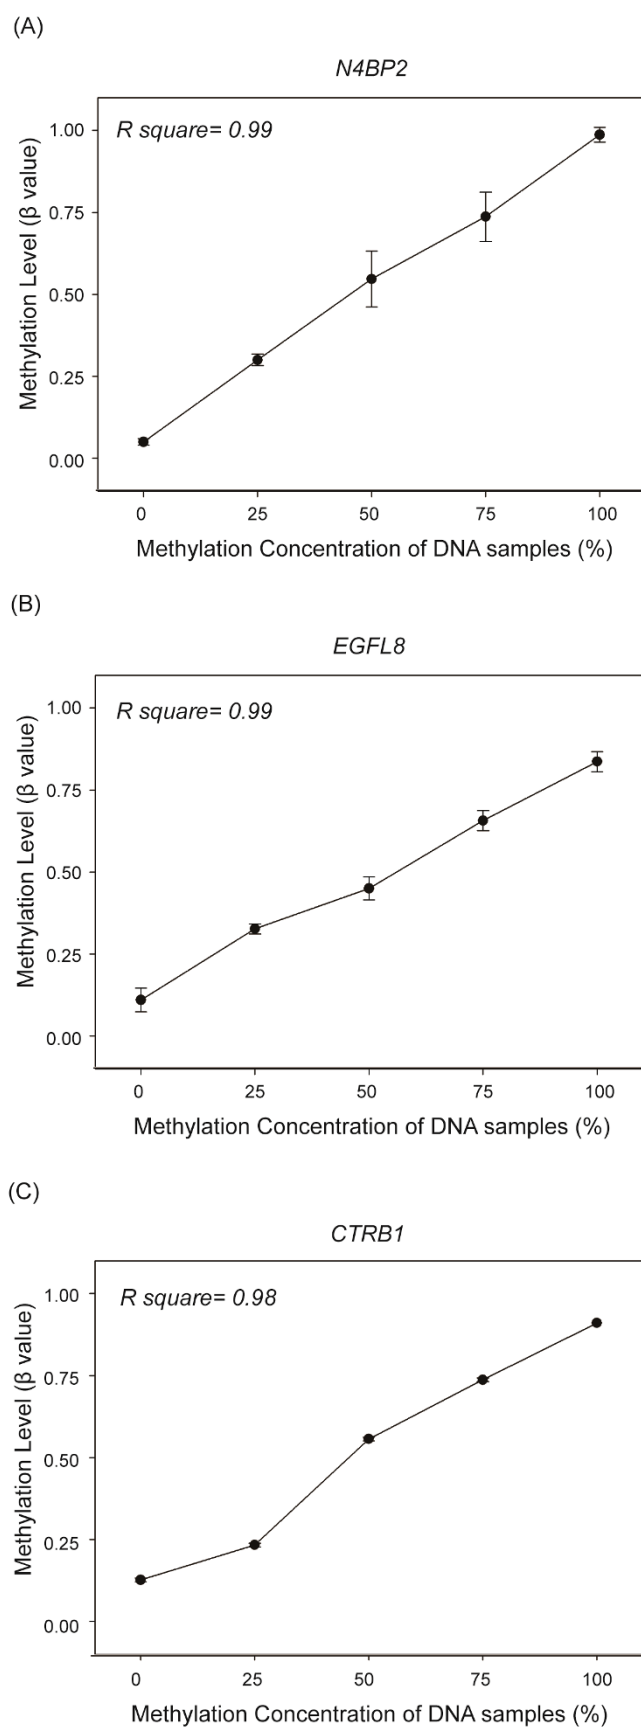 (A)
N4BP2
R square= 0.99
1.00
0.75
0.50
0.25
0.00
Methylation Level (β value)
0 25 50 75 100
Methylation Concentration of DNA samples (%)
(B)
EGFL8
R square= 0.99
1.00
0.75
0.50
0.25
0.00
Methylation Level (β value)
0 25 50 75 100
Methylation Concentration of DNA samples (%)
(C)
CTRB1
R square= 0.98
1.00
0.75
0.50
0.25
0.00
Methylation Level (β value)
0 25 50 75 100
Methylation Concentration of DNA samples (%)